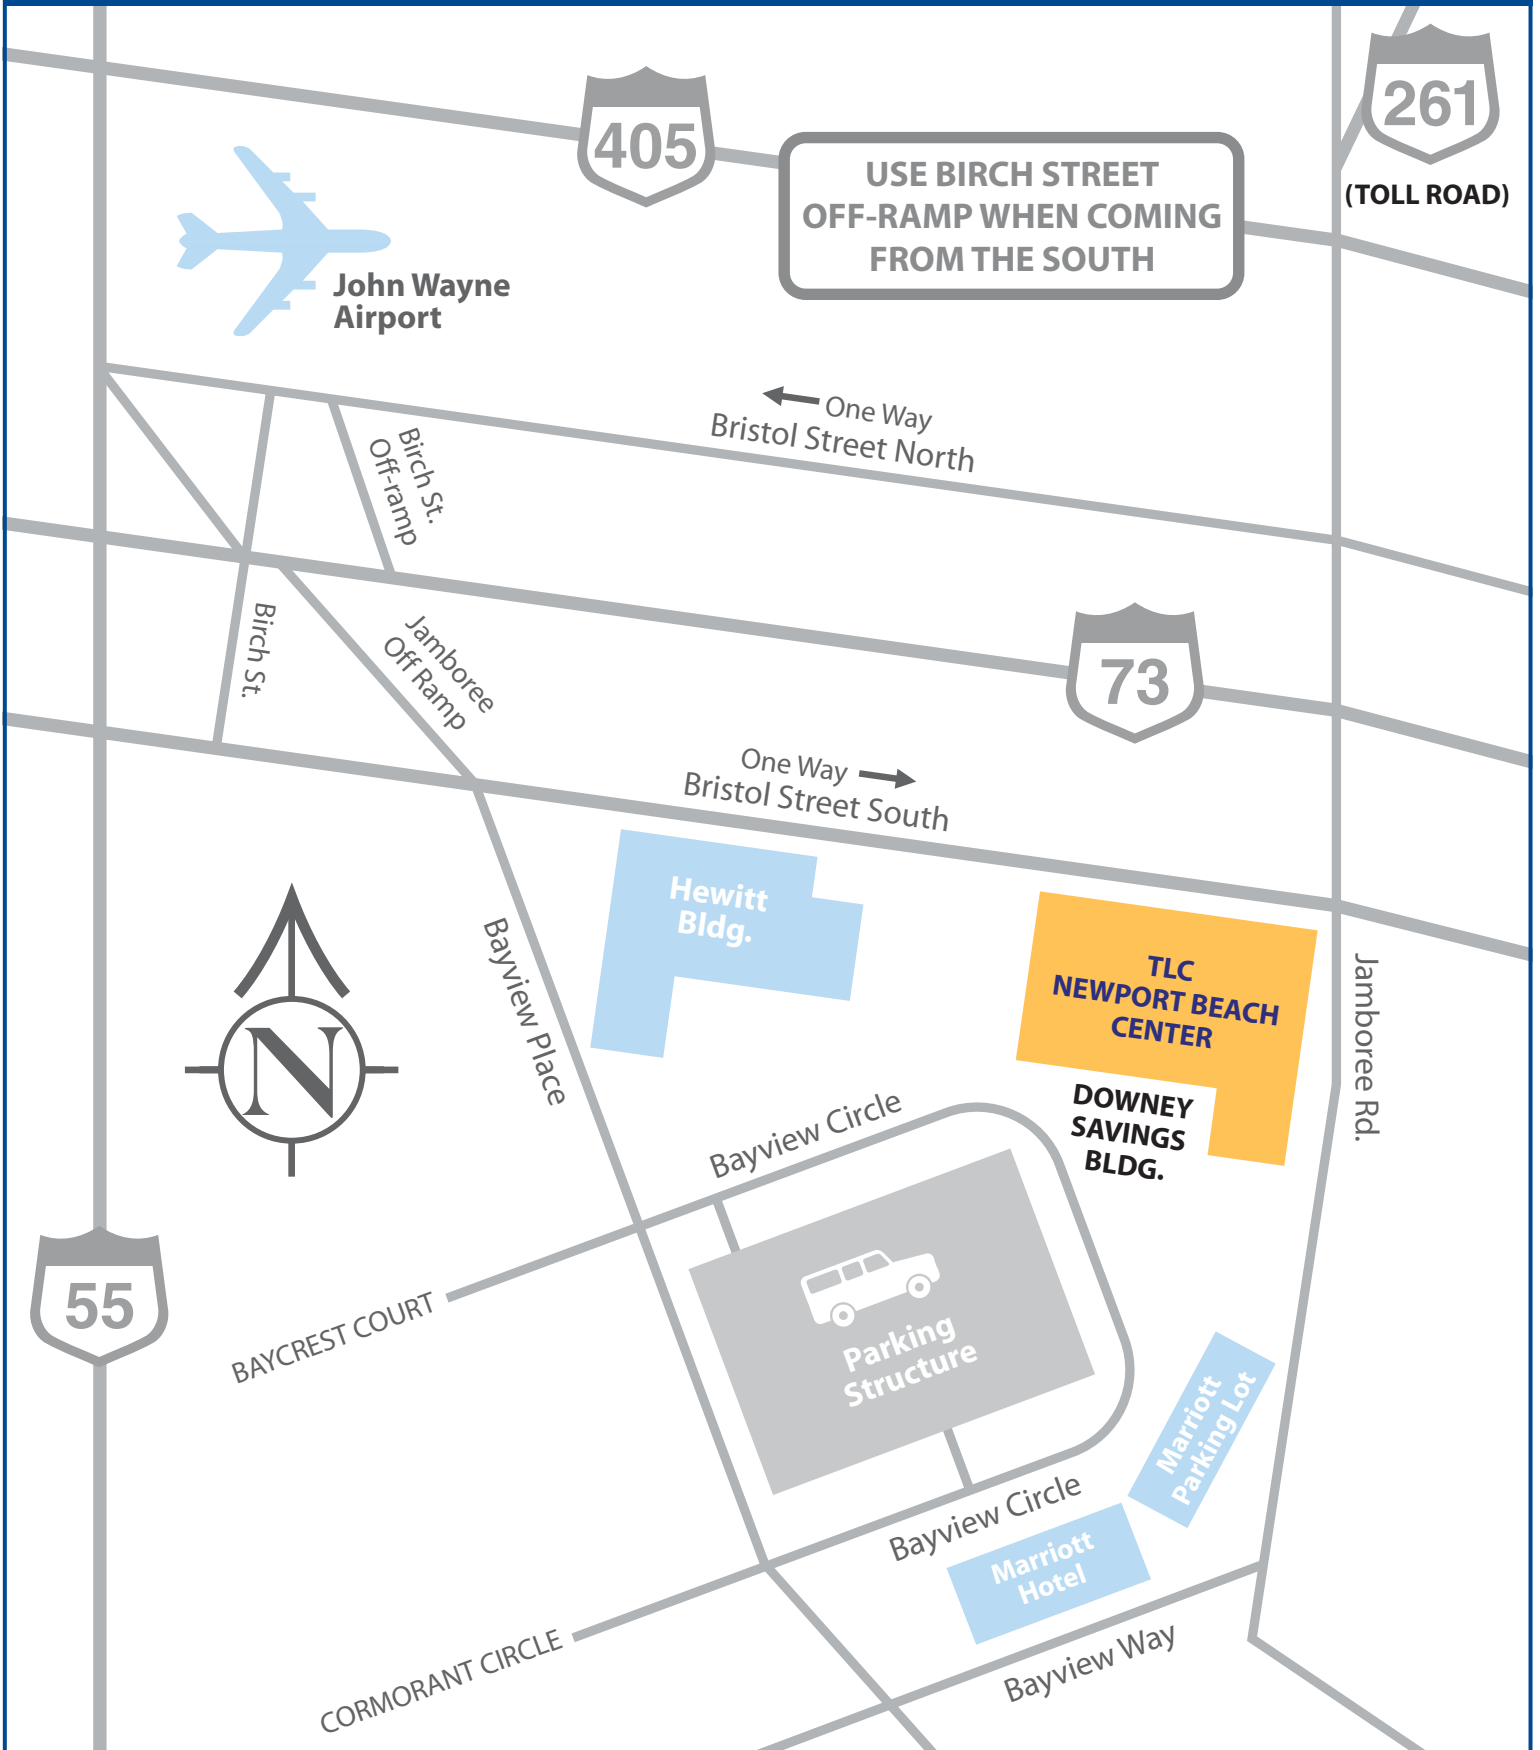 261
(TOLL ROAD)
405
USE BIRCH STREET
OFF-RAMP WHEN COMING
FROM THE SOUTH
John Wayne
Airport
One Way
Bristol Street North
Birch St.
Off-ramp
Birch St.
Jamboree
Off Ramp
73
One Way
Bristol Street South
Hewitt
Bldg.
TLC
NEWPORT BEACH
CENTER
DOWNEY
SAVINGS
BLDG.
Jamboree Rd.
Bayview Place
N
Bayview Circle
55
BAYCREST COURT
Parking
Structure
Marriott
Parking Lot
Bayview Circle
Marriott
Hotel
CORMORANT CIRCLE
Bayview Way